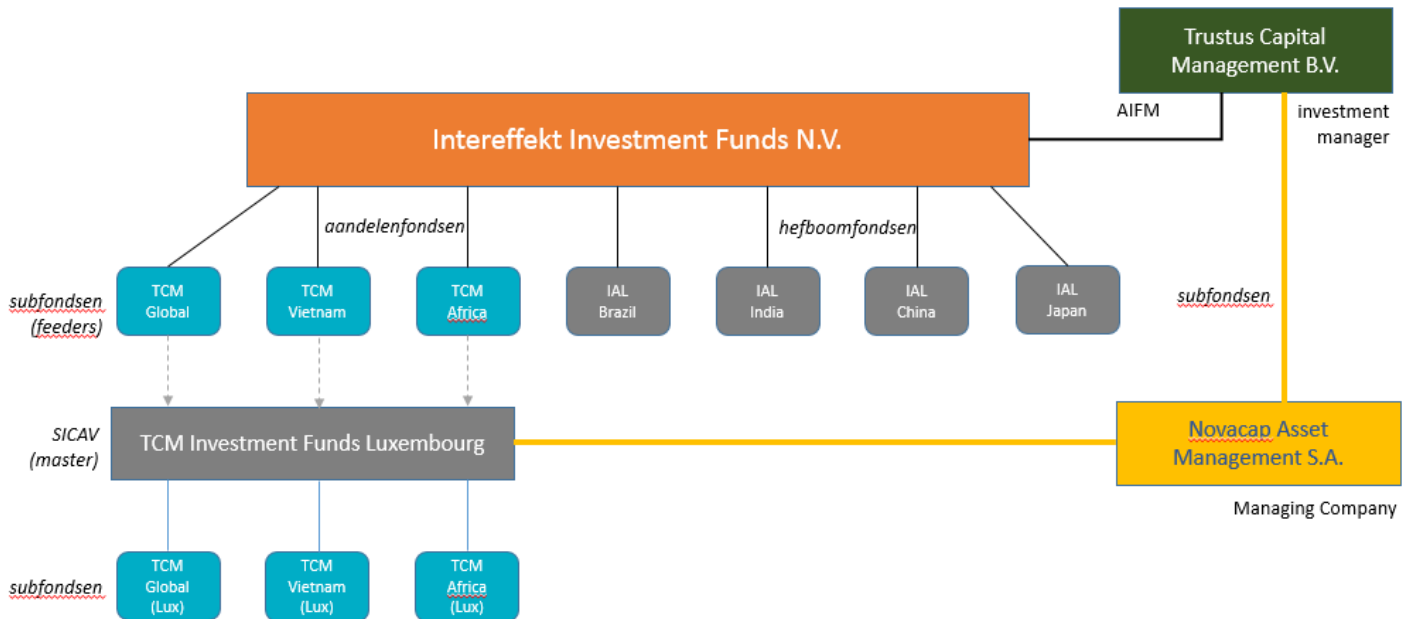 Trustus Capital
Management B.V.
AIFM
investment
manager
Intereffekt Investment Funds N.V.
aandelenfondsen
hefboomfondsen
subfondsen
(feeders)
TCM
Global
TCM
Vietnam
TCM
Africa
IAL
Brazil
IAL
India
IAL
China
IAL
Japan
subfondsen
SICAV
(master)
TCM Investment Funds Luxembourg
Novacap Asset
Management S.A.
Managing Company
subfondsen
TCM
Global
(Lux)
TCM
Vietnam
(Lux)
TCM
Africa
(Lux)